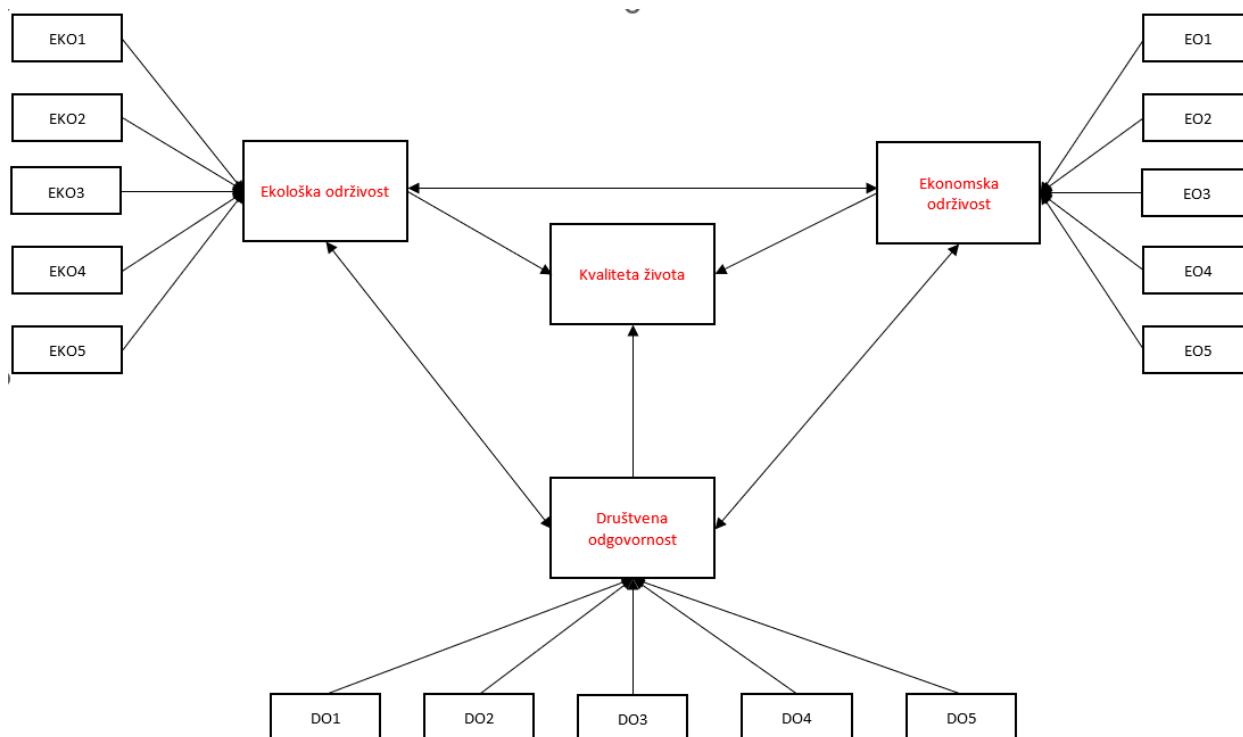 EKO1
EO1
EKO2
EO2
EKO3
EO3
Ekološka održivost
Ekonomska
održivost
EKO4
EO4
Kvaliteta života
EKO5
EO5
Društvena
odgovornost
DO1
DO2
DO3
DO4
DO5